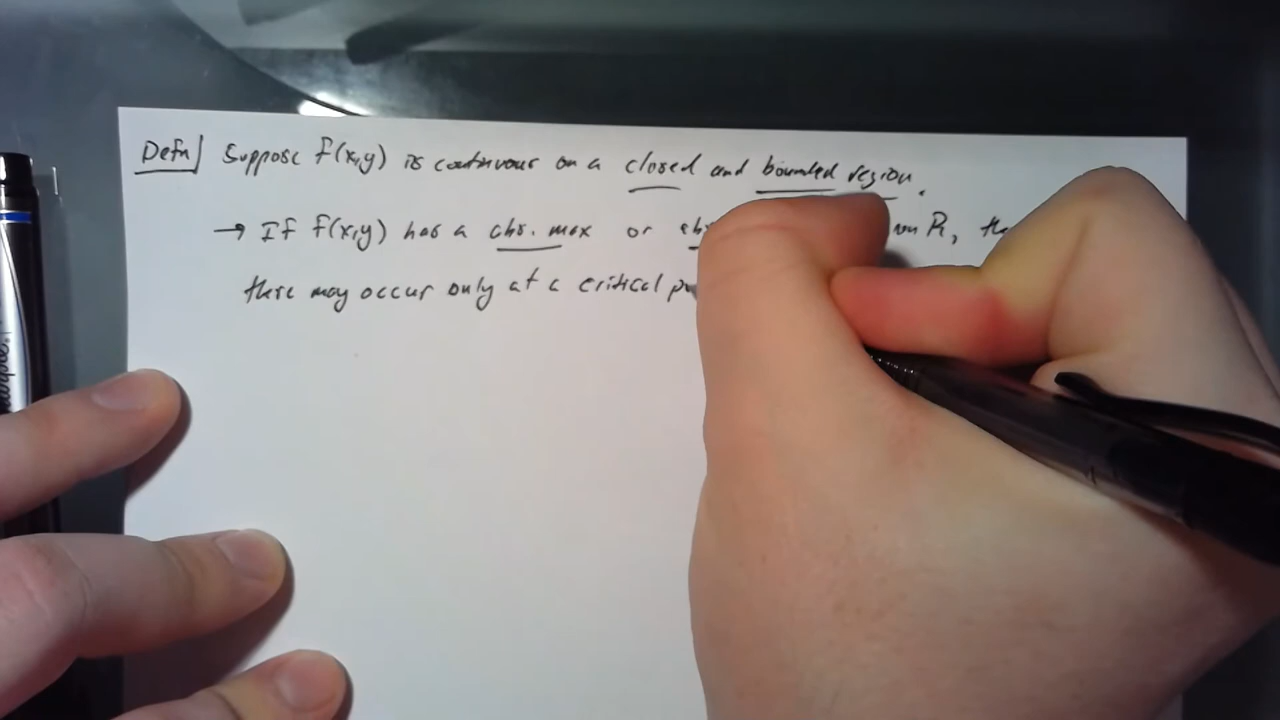 Defn| Suppose f(x,y) is continuous on a closed and bounded region.
→ If f(x,y) has a abs. max or on R,
these may occur only at a critical